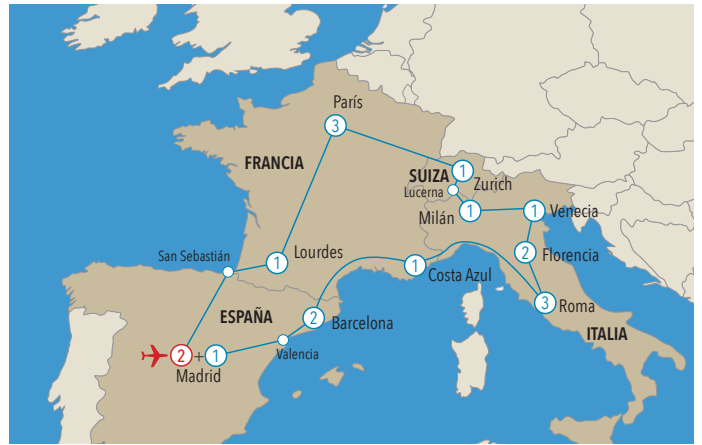 París
3
FRANCIA
SUIZA
1
Zurich
Lucerna
Milán
1
1
Venecia
San Sebastián
1
Lourdes
2
Florencia
1
Costa Azul
3
Roma
ESPAÑA
2
Barcelona
ITALIA
2
+
1
Valencia
Madrid